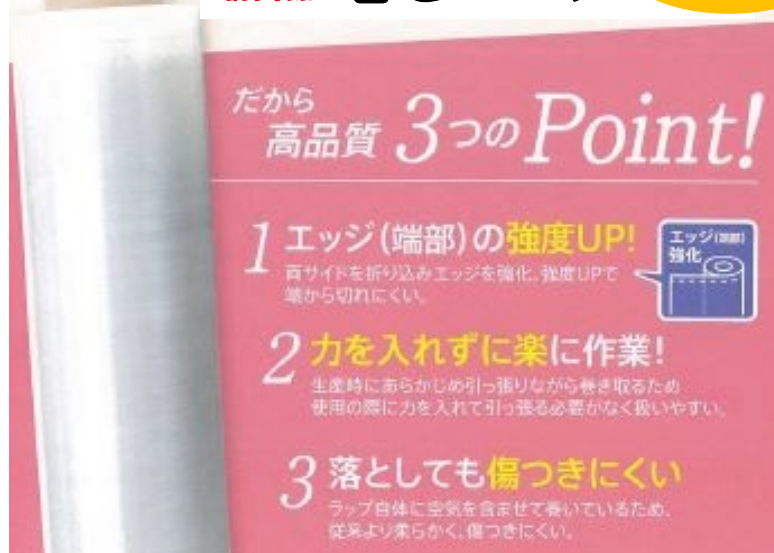 だから
高品質 3つのPoint!
1 エッジ(端部)の強度UP!
両サイドを折り込みエッジを強化、強度UPで
端から切れにくい。
エッジ(端部)
強化
2 力を入れずに楽に作業!
生産時にあらかじめ引っ張りながら巻き取るため
使用の際に力を入れて引っ張る必要がなく扱いやすい。
3 落としても傷つきにくい
ラップ自体に空気を含ませて巻いているため、
従来より柔らかく、傷つきにくい。